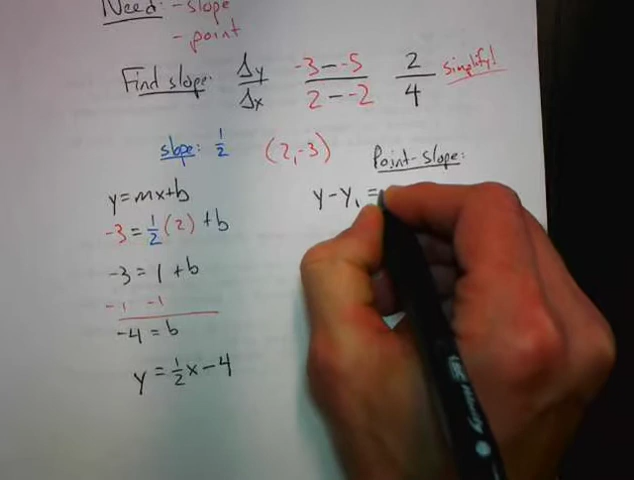 Need: - slope
- point
Find slope: Δy/Δx -3--5/2--2 2/4 simplify!
slope: 1/2 (2,-3) Point-slope:
y=mx+b y-y₁=
-3=1/2(2)+b
-3=1+b
-1 -1
-4=b
y=1/2x-4